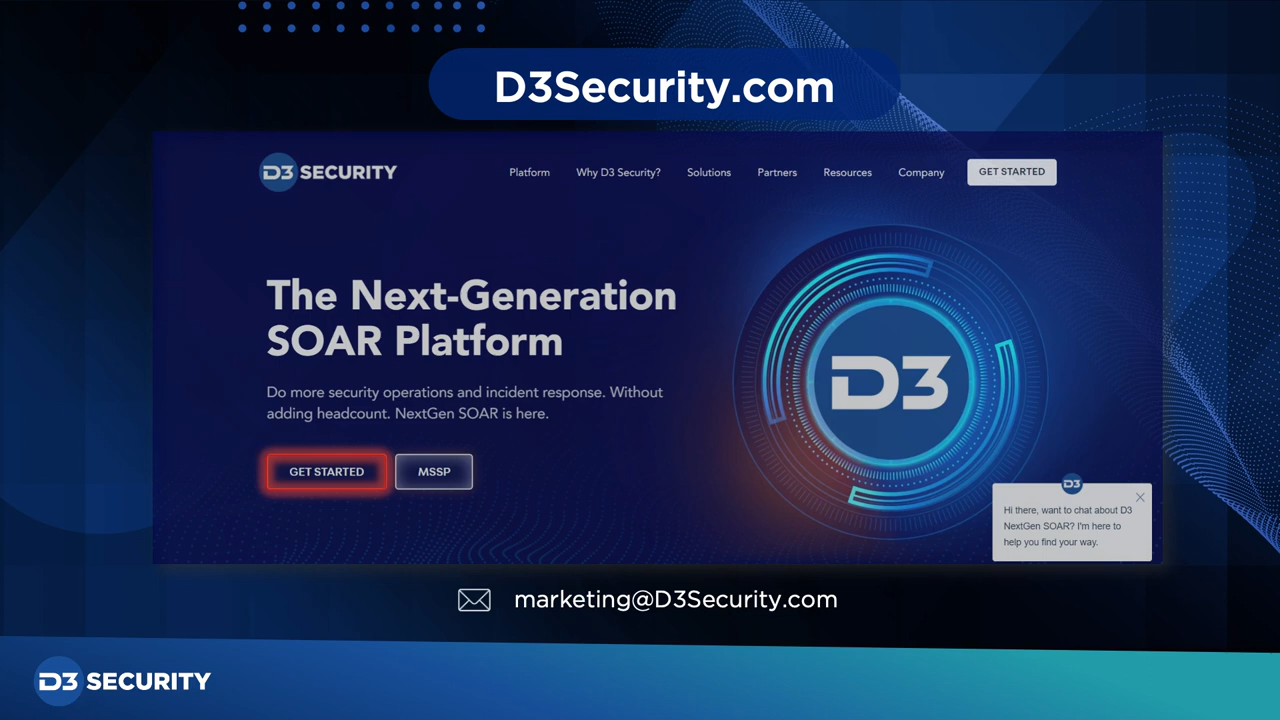 D3Security.com
D3 SECURITY
Platform
Why D3 Security?
Solutions
Partners
Resources
Company
GET STARTED
The Next-Generation
SOAR Platform
Do more security operations and incident response. Without
adding headcount. NextGen SOAR is here.
GET STARTED
MSSP
D3
D3
Hi there, want to chat about D3
NextGen SOAR? I'm here to
help you find your way.
marketing@D3Security.com
D3 SECURITY